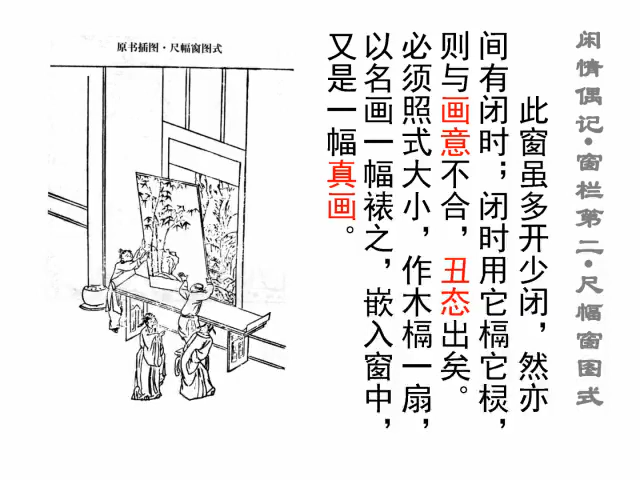 闲情偶记·窗栏第二·尺幅窗图式
此窗虽多开少闭，然亦
间有闭时；闭时用它槅它棂，
则与画意不合，丑态出矣。
必须照式大小，作木槅一扇，
以名画一幅裱之，嵌入窗中，
又是一幅真画。
原书插图·尺幅窗图式